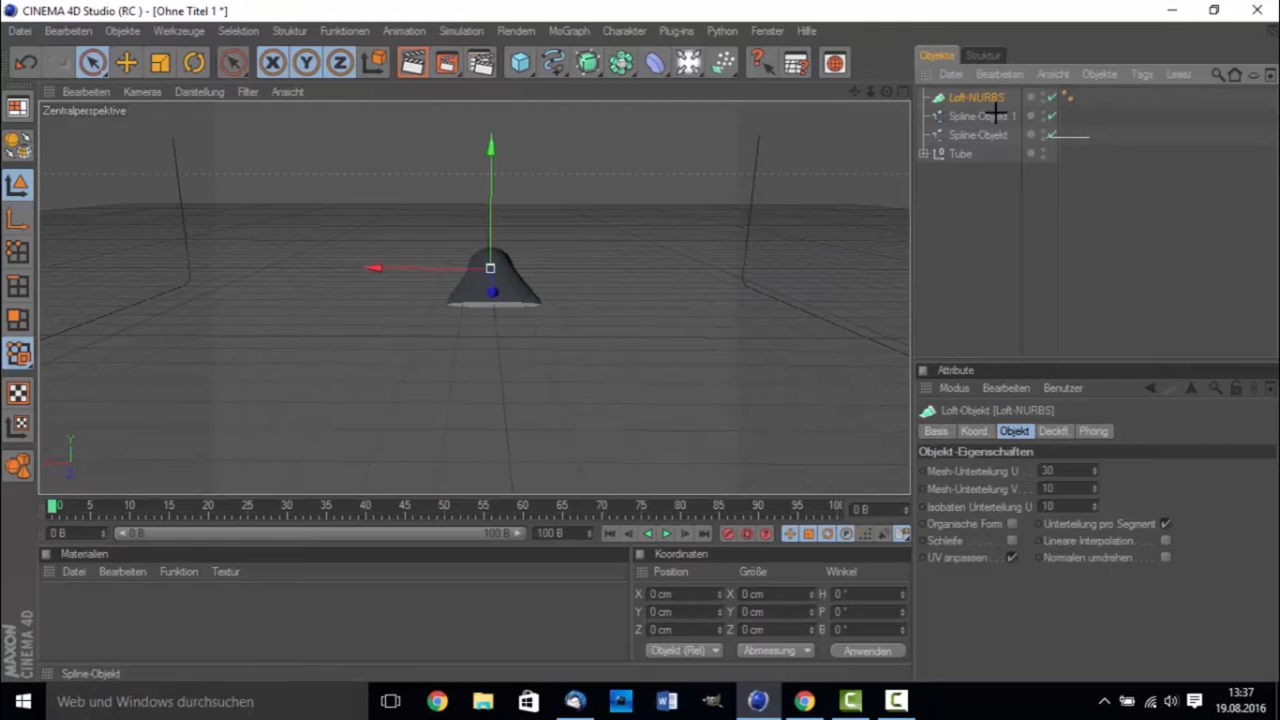 CINEMA 4D Studio (RC ) - [Ohne Titel 1 *]
Datei Bearbeiten Objekte Werkzeuge Selektion Struktur Funktionen Animation Simulation Rendern MoGraph Charakter Plug-ins Python Fenster Hilfe
X Y Z
Objekte Struktur
Datei Bearbeiten Ansicht Objekte Tags Lesez
Bearbeiten Kameras Darstellung Filter Ansicht
Zentralperspektive
Loft-NURBS
Spline-Objekt.1
Spline-Objekt
Tube
Attribute
Modus Bearbeiten Benutzer
Loft-Objekt [Loft-NURBS]
Basis Koord. Objekt Deckfl. Phong
Objekt-Eigenschaften
Mesh-Unterteilung U . . . 30
Mesh-Unterteilung V. . . 10
Isobaten Unterteilung U 10
Organische Form Unterteilung pro Segment
Schleife Lineare Interpolation
UV anpassen Normalen umdrehen
Y
Z
0 5 10 15 20 25 30 35 40 45 50 55 60 65 70 75 80 85 90 95 100 0 B
0 B 0 B 100 B 100 B
Materialien
Datei Bearbeiten Funktion Textur
Koordinaten
Position Größe Winkel
X 0 cm X 0 cm H 0 °
Y 0 cm Y 0 cm P 0 °
Z 0 cm Z 0 cm B 0 °
Objekt (Rel) Abmessung Anwenden
MAXON
CINEMA 4D
Spline-Objekt
Web und Windows durchsuchen
13:37
19.08.2016